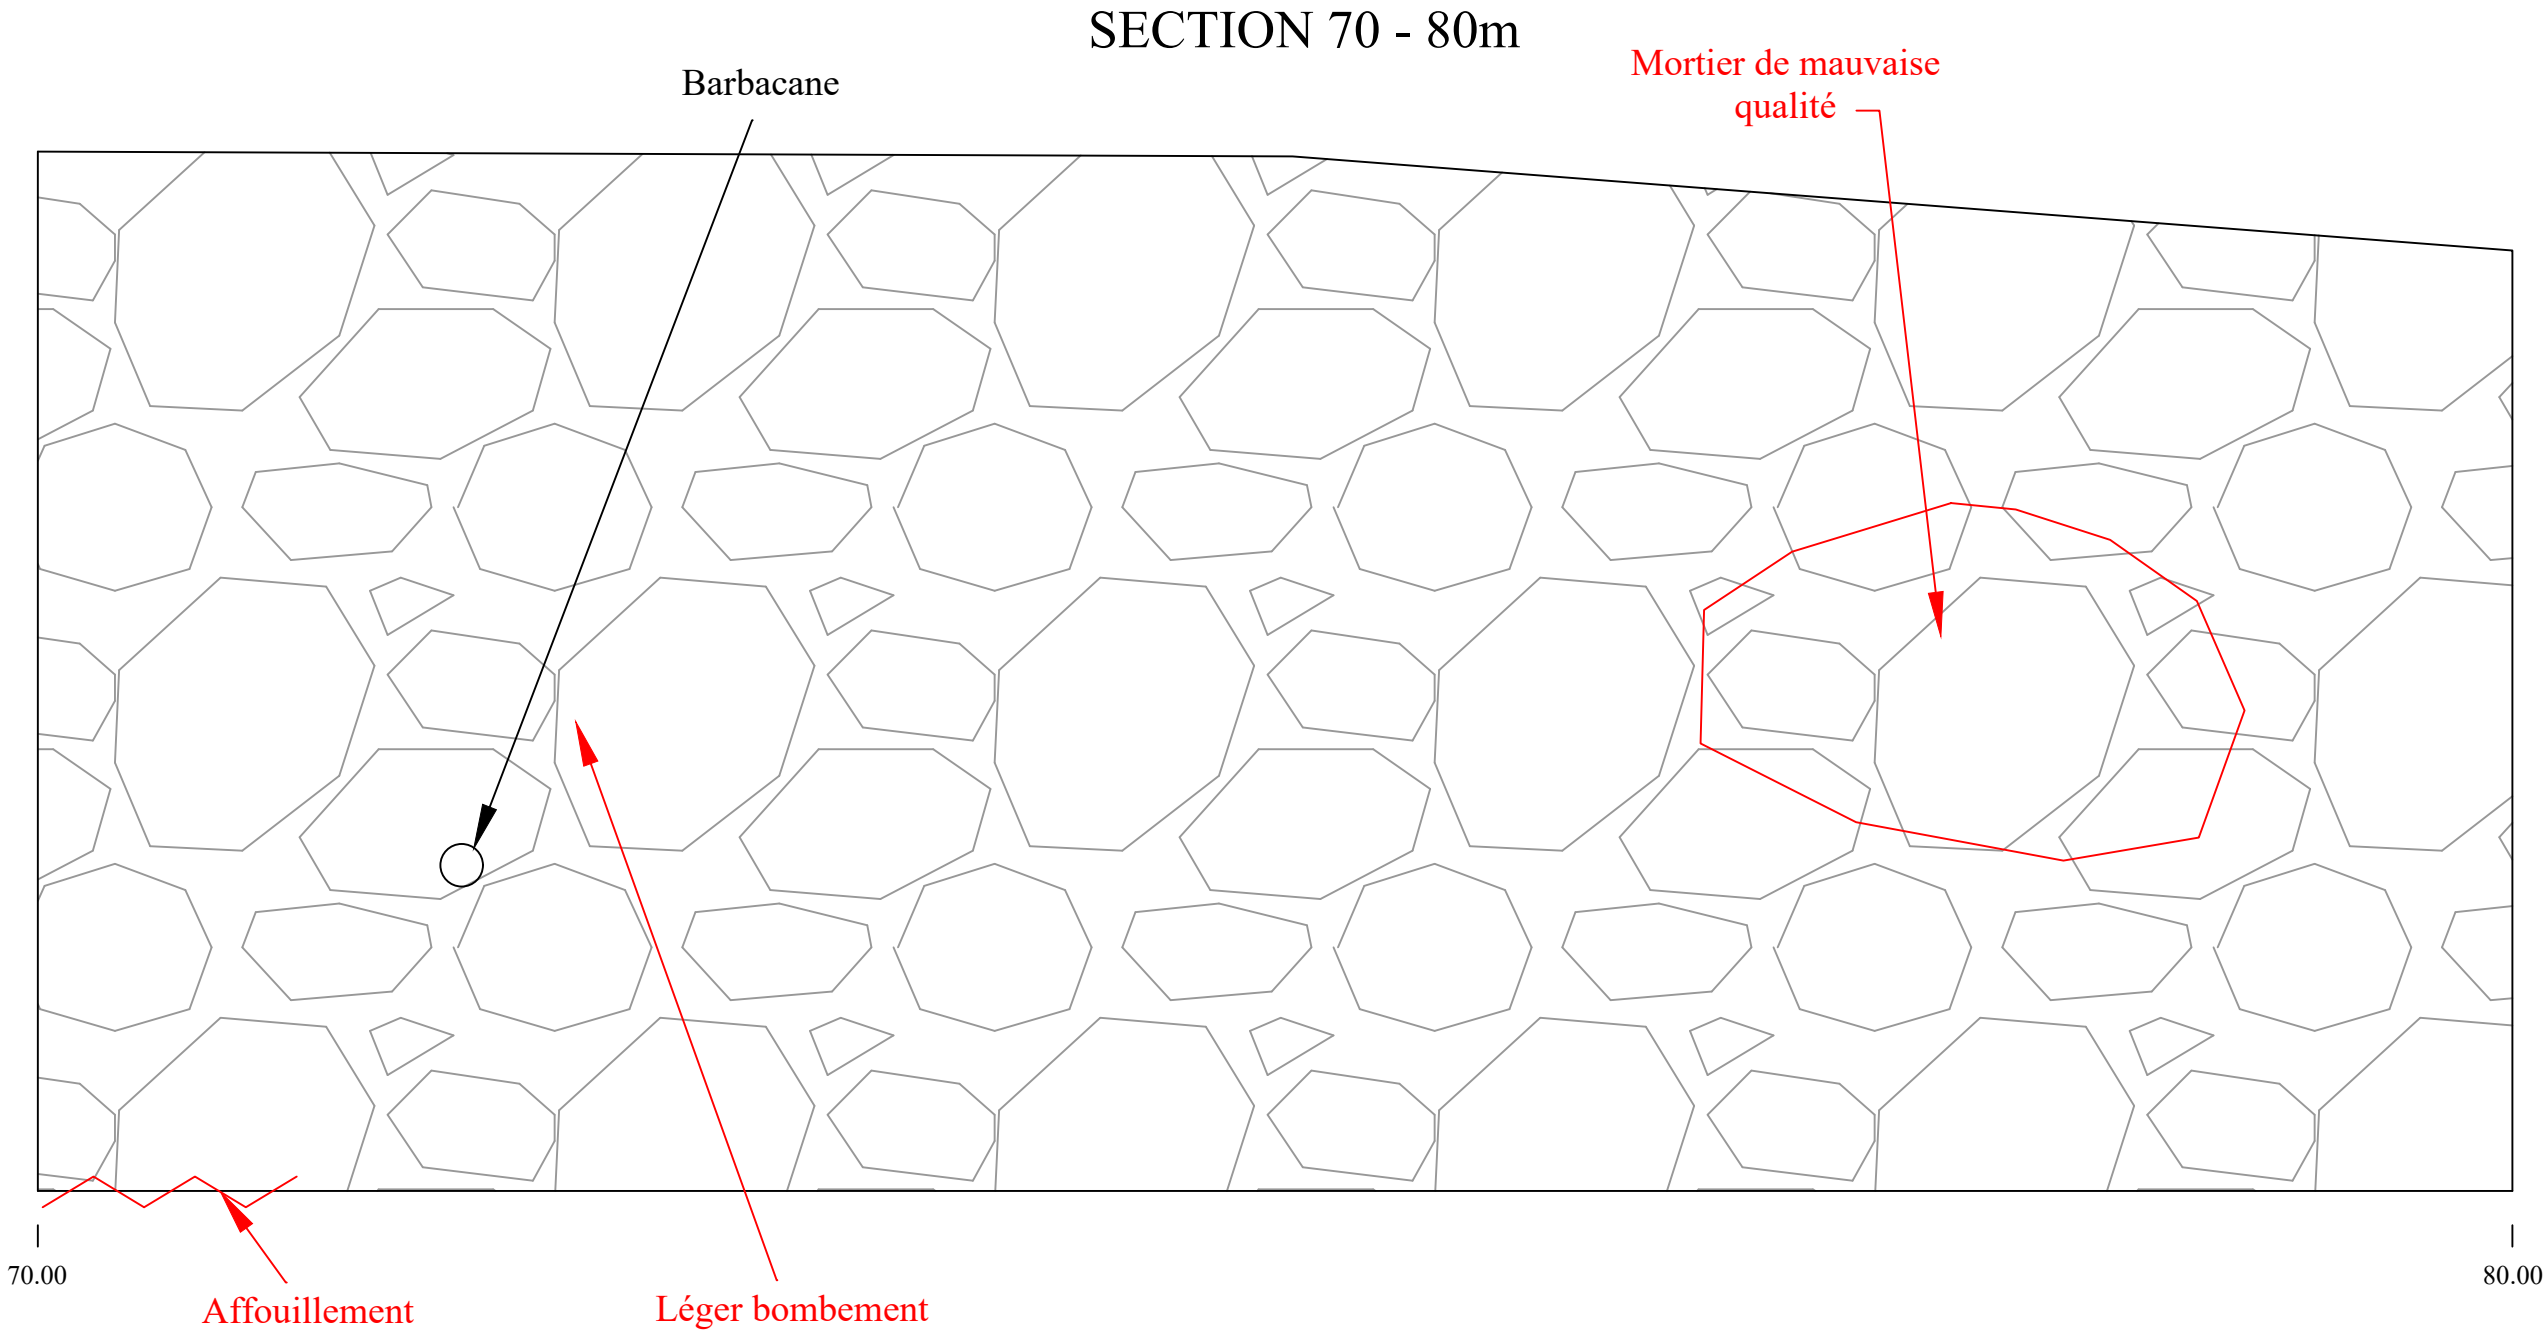 SECTION 70 - 80m
Barbacane
Mortier de mauvaise
qualité
70.00
80.00
Affouillement
Léger bombement